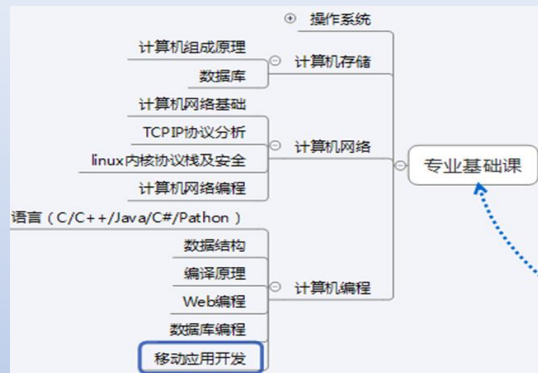 操作系统
计算机组成原理
计算机存储
数据库
计算机网络基础
TCPIP协议分析
计算机网络
linux内核协议栈及安全
专业基础课
计算机网络编程
语言（C/C++/Java/C#/Pathon）
数据结构
编译原理
计算机编程
Web编程
数据库编程
移动应用开发